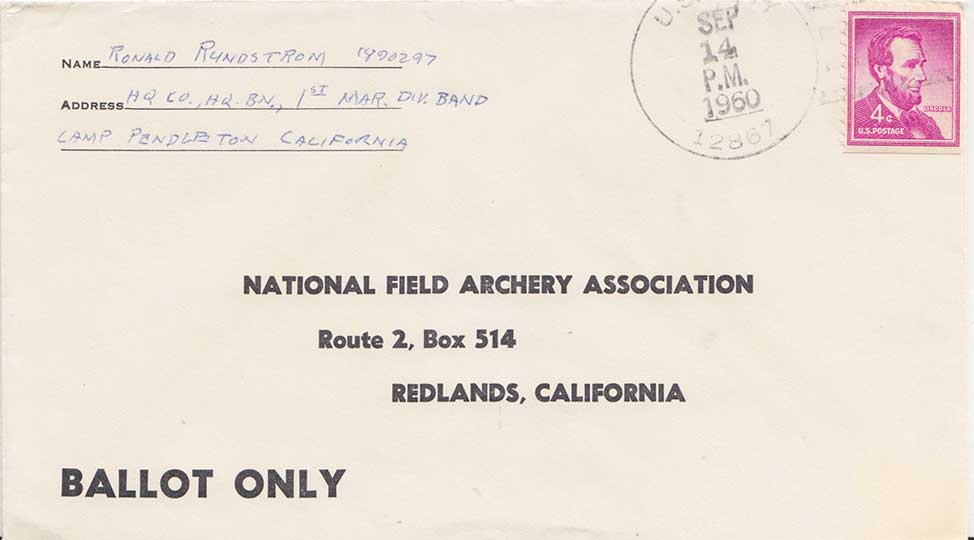 Name RONALD RUNDSTROM 1990297
Address HQ CO., HQ. BN., 1ST MAR. DIV. BAND
CAMP PENDLETON CALIFORNIA
SEP
14
P.M.
1960
12867
LINCOLN
4¢
U.S. POSTAGE
NATIONAL FIELD ARCHERY ASSOCIATION
Route 2, Box 514
REDLANDS, CALIFORNIA
BALLOT ONLY